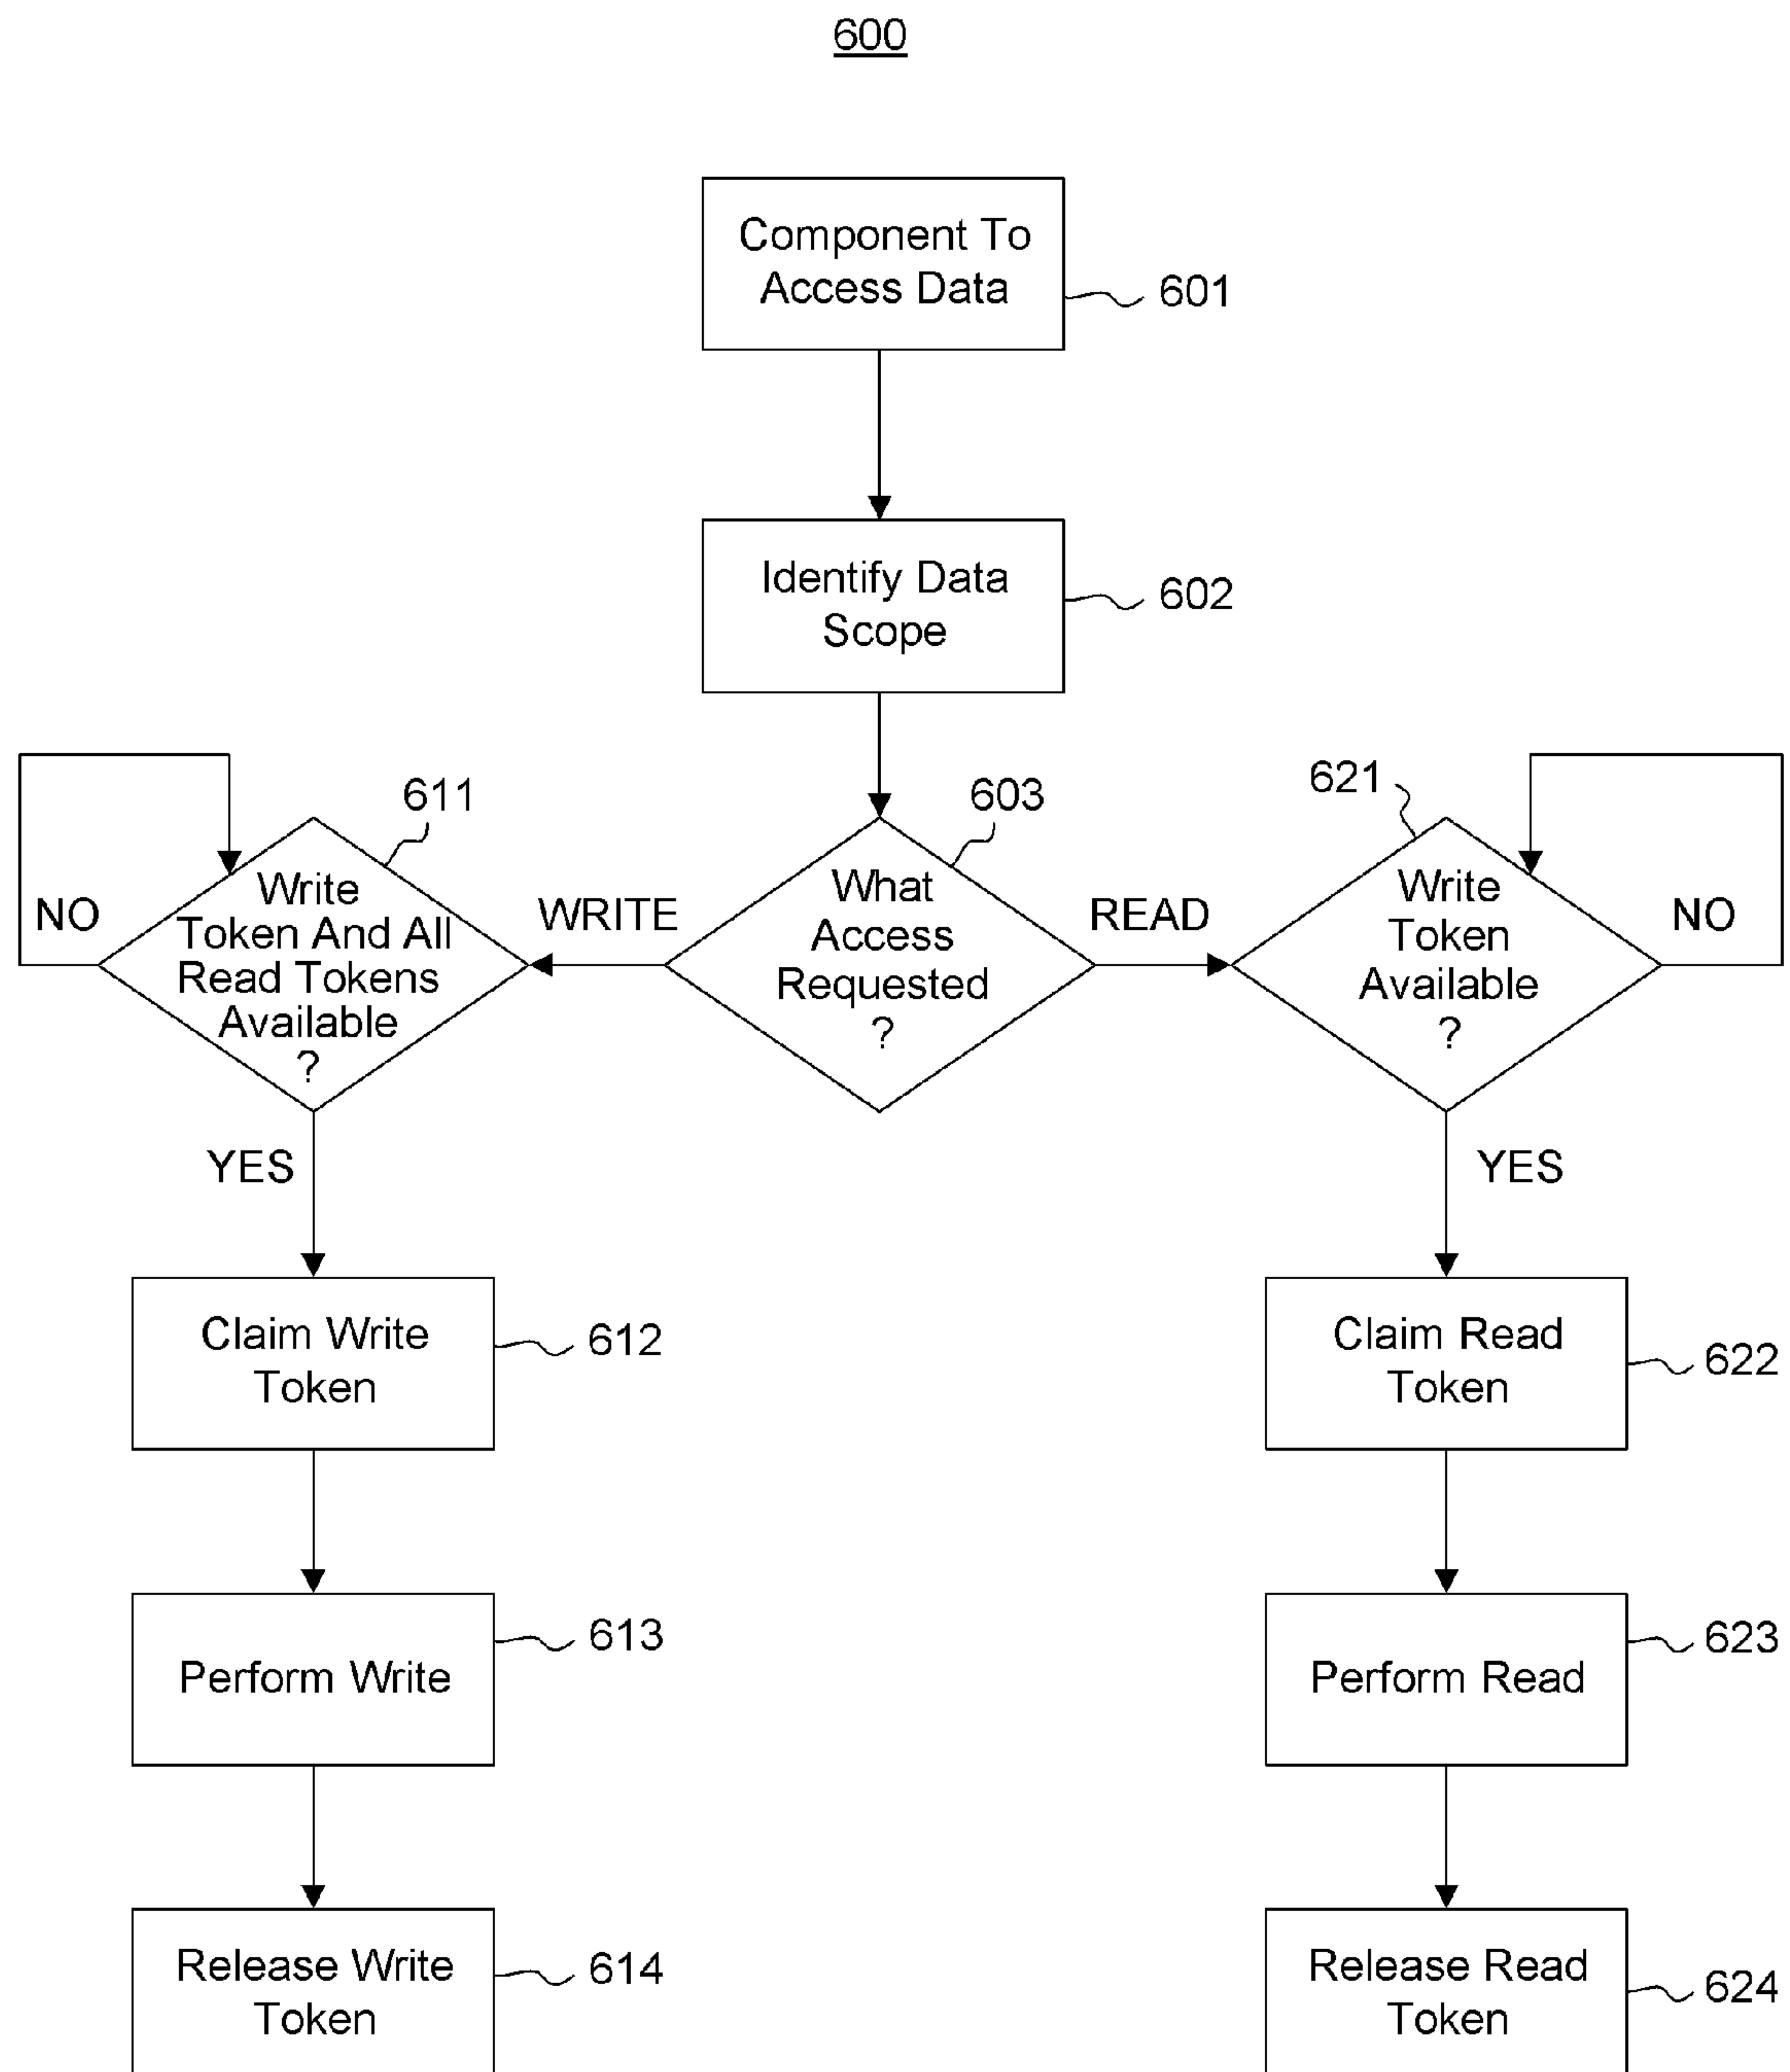 600
Component To
Access Data
601
Identify Data
Scope
602
611
603
621
Write
Token And All
Read Tokens
Available
?
NO
WRITE
What
Access
Requested
?
READ
Write
Token
Available
?
NO
YES
YES
Claim Write
Token
612
Claim Read
Token
622
Perform Write
613
Perform Read
623
Release Write
Token
614
Release Read
Token
624